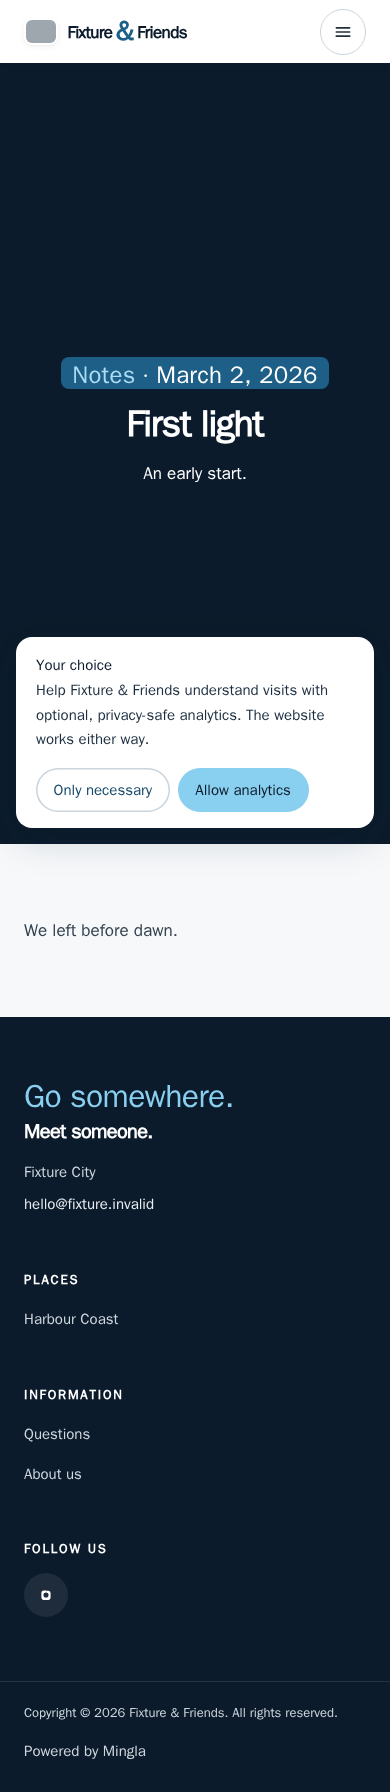 Fixture & Friends
Notes · March 2, 2026
First light
An early start.
Your choice
Help Fixture & Friends understand visits with
optional, privacy-safe analytics. The website
works either way.
Only necessary
Allow analytics
We left before dawn.
Go somewhere.
Meet someone.
Fixture City
hello@fixture.invalid
PLACES
Harbour Coast
INFORMATION
Questions
About us
FOLLOW US
Copyright © 2026 Fixture & Friends. All rights reserved.
Powered by Mingla